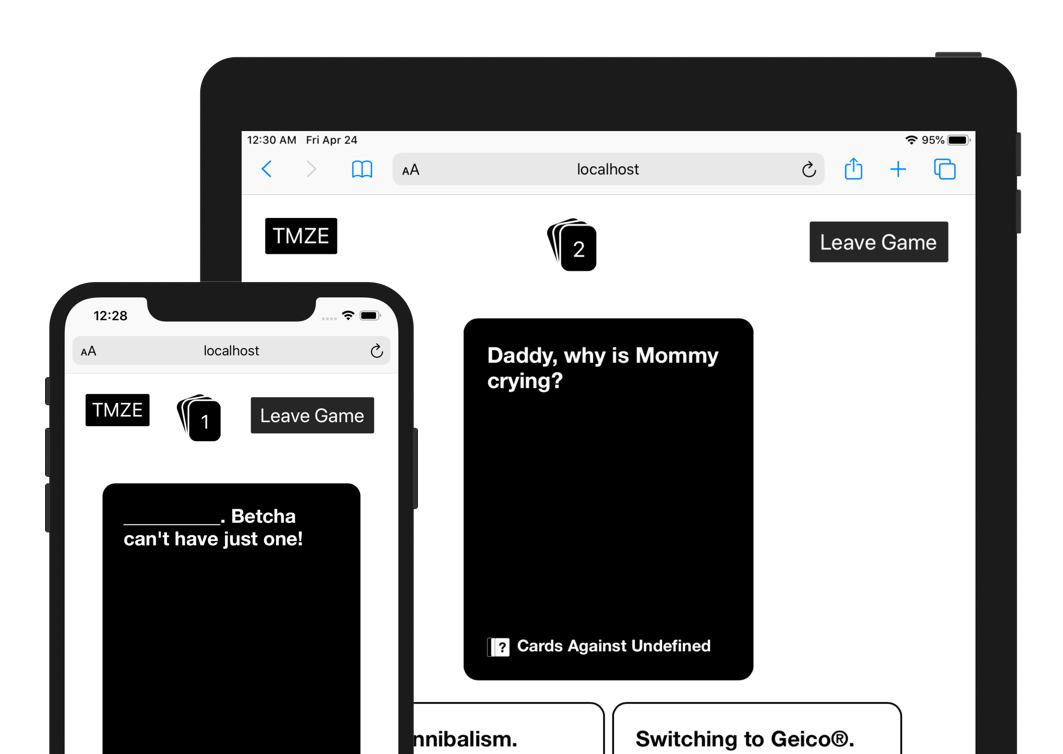 12:30 AM Fri Apr 24
95%
AA
localhost
TMZE
2
Leave Game
Daddy, why is Mommy
crying?
? Cards Against Undefined
nnibalism.
Switching to Geico®.
12:28
AA
localhost
TMZE
1
Leave Game
__________. Betcha
can't have just one!